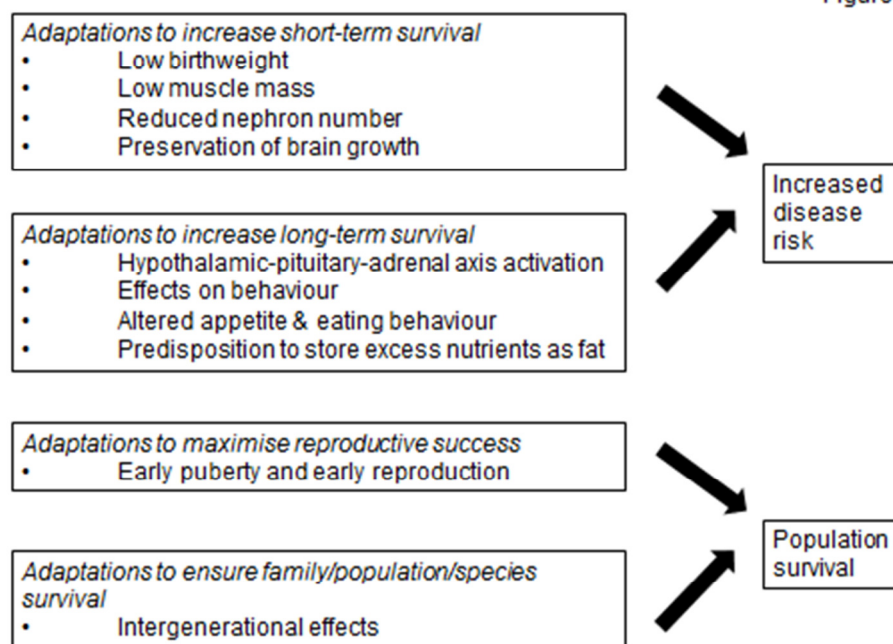 Figure
Adaptations to increase short-term survival
• Low birthweight
• Low muscle mass
• Reduced nephron number
• Preservation of brain growth
Increased
disease
risk
Adaptations to increase long-term survival
• Hypothalamic-pituitary-adrenal axis activation
• Effects on behaviour
• Altered appetite & eating behaviour
• Predisposition to store excess nutrients as fat
Adaptations to maximise reproductive success
• Early puberty and early reproduction
Population
survival
Adaptations to ensure family/population/species
survival
• Intergenerational effects